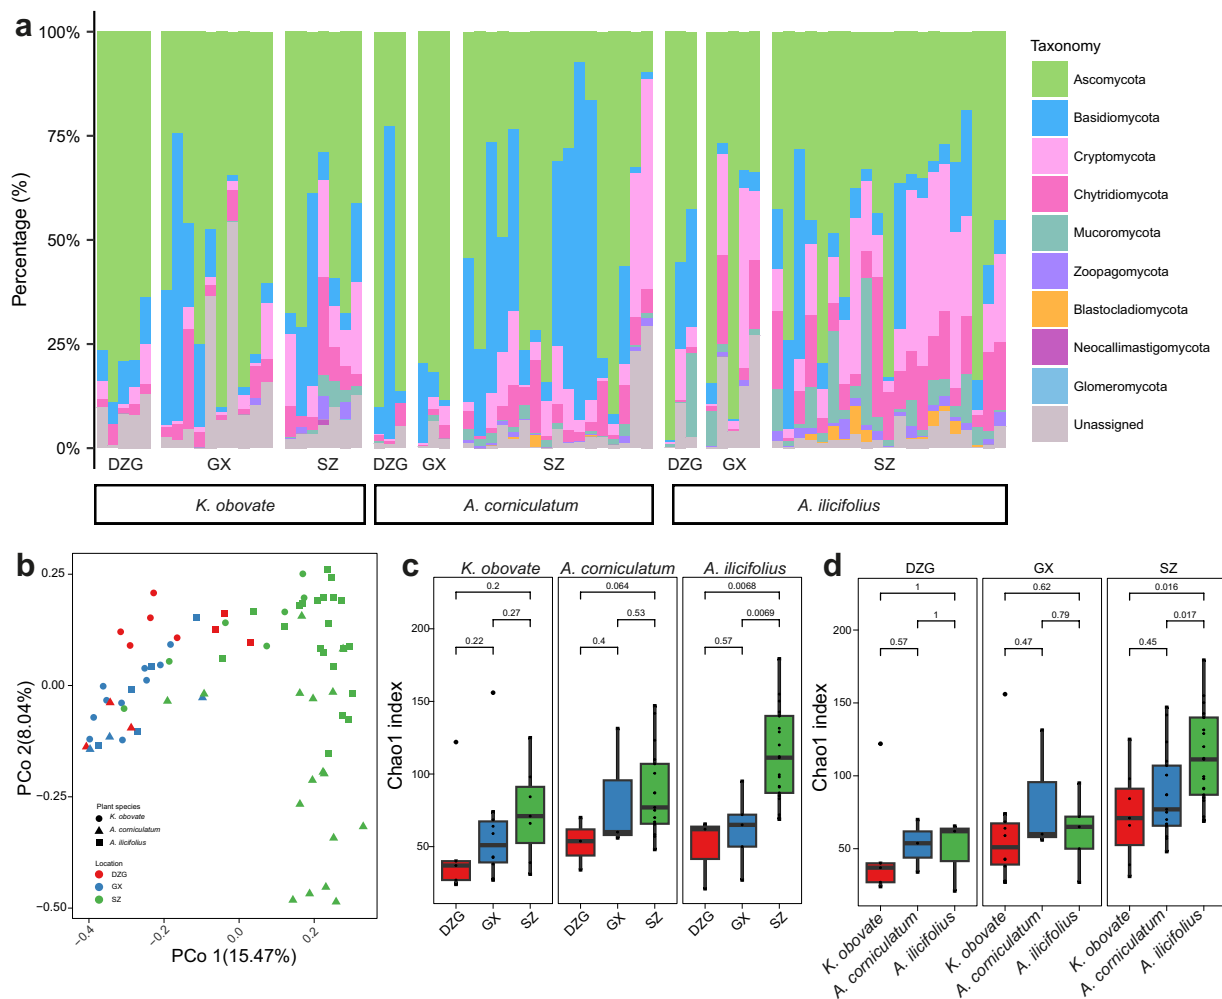 a
100%
75%
50%
25%
0%
Percentage (%)
DZG GX SZ DZG GX SZ DZG GX SZ
K. obovate A. corniculatum A. ilicifolius
Taxonomy
Ascomycota
Basidiomycota
Cryptomycota
Chytridiomycota
Mucoromycota
Zoopagomycota
Blastocladiomycota
Neocallimastigomycota
Glomeromycota
Unassigned
b
0.25
0.00
−0.25
−0.50
PCo 2(8.04%)
Plant species
K. obovate
A. corniculatum
A. ilicifolius
Location
DZG
GX
SZ
−0.4 −0.2 0.0 0.2
PCo 1(15.47%)
c
K. obovate A. corniculatum A. ilicifolius
0.2 0.064 0.0068
0.27 0.53 0.0069
0.22 0.4 0.57
200
150
100
50
Chao1 index
DZG GX SZ DZG GX SZ DZG GX SZ
d
DZG GX SZ
1 0.62 0.016
1 0.79 0.017
0.57 0.47 0.45
200
150
100
50
Chao1 index
K. obovate A. corniculatum A. ilicifolius K. obovate A. corniculatum A. ilicifolius K. obovate A. corniculatum A. ilicifolius